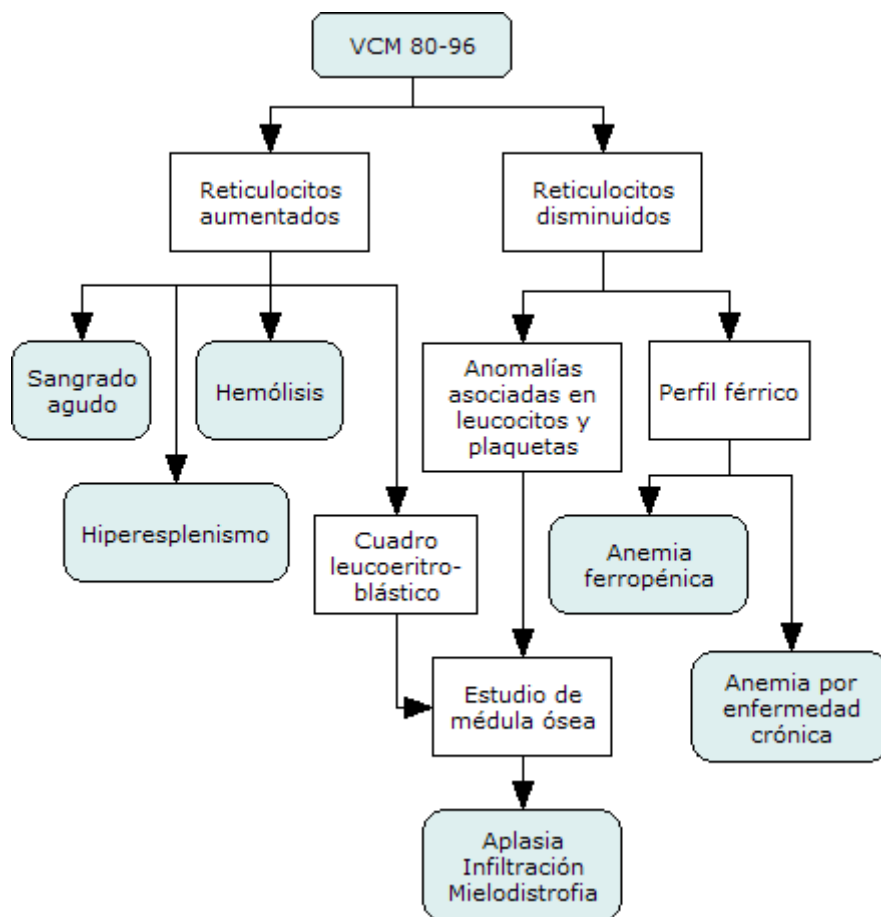 VCM 80-96
Reticulocitos
aumentados
Reticulocitos
disminuidos
Sangrado
agudo
Hemólisis
Anomalías
asociadas en
leucocitos y
plaquetas
Perfil férrico
Hiperesplenismo
Cuadro
leucoeritro-
blástico
Anemia
ferropénica
Estudio de
médula ósea
Anemia por
enfermedad
crónica
Aplasia
Infiltración
Mielodistrofia